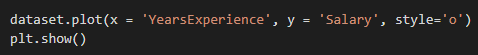 dataset.plot(x = 'YearsExperience', y = 'Salary', style='o')
plt.show()